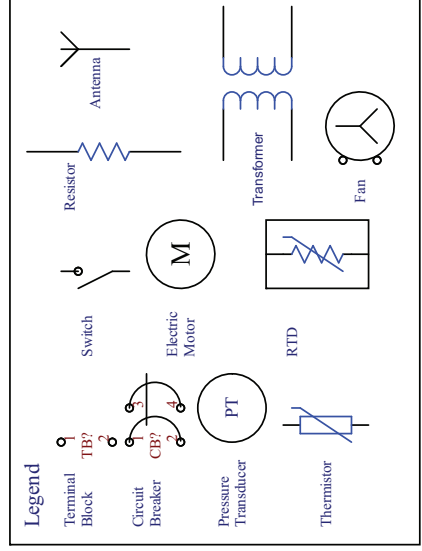 Legend
Terminal
Block
1
TB?
2
Switch
Resistor
Antenna
Circuit
Breaker
1
3
CB?
2
4
Electric
Motor
M
Pressure
Transducer
PT
Transformer
Thermistor
RTD
Fan